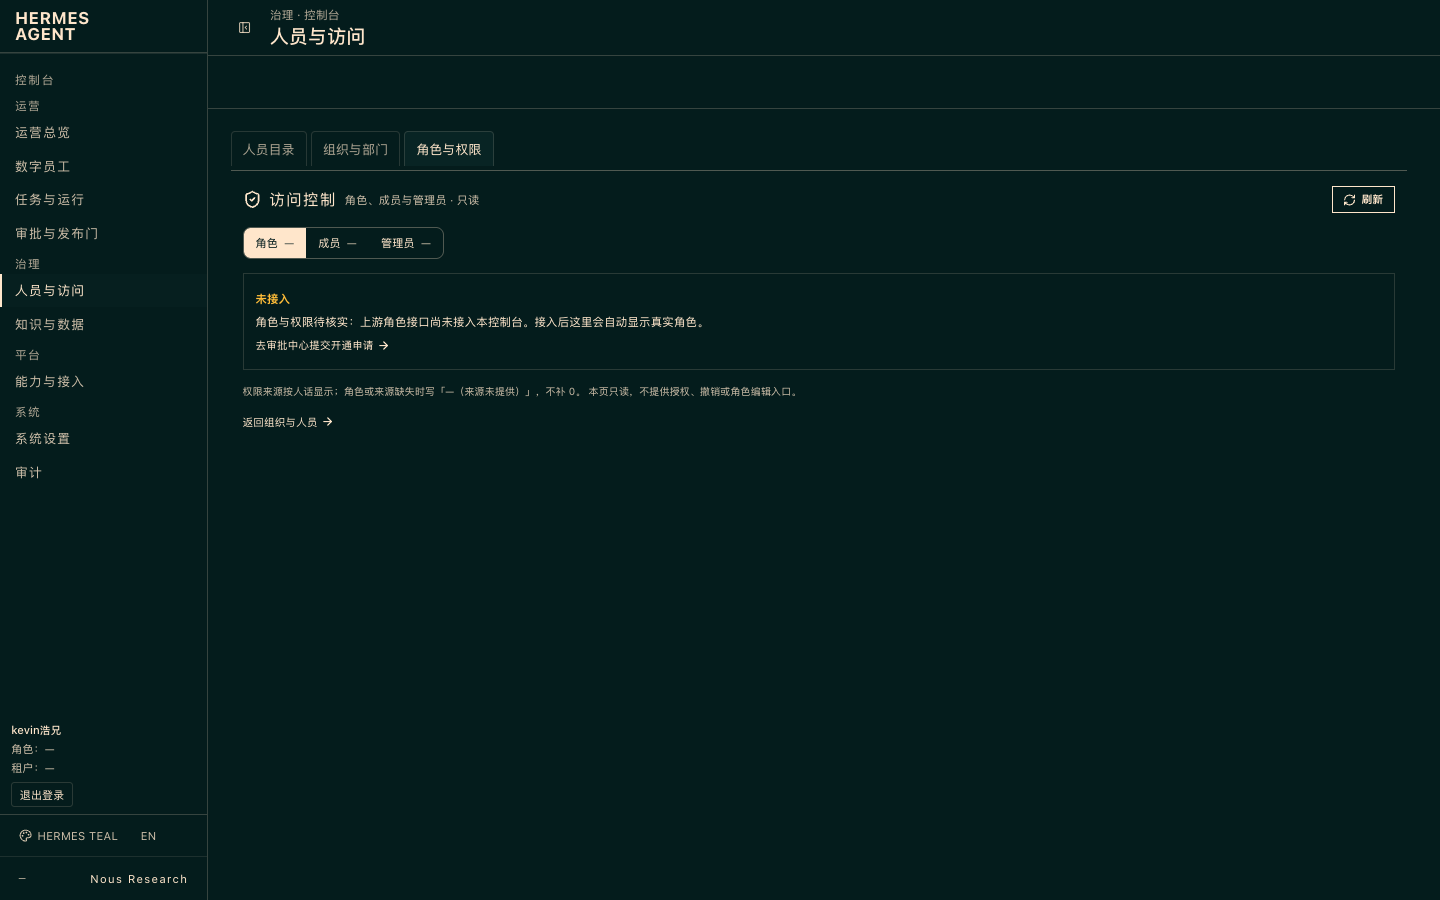 HERMES
AGENT
控制台
运营
运营总览
数字员工
任务与运行
审批与发布门
治理
人员与访问
知识与数据
平台
能力与接入
系统
系统设置
审计
kevin浩兄
角色：—
租户：—
退出登录
HERMES TEAL EN
— Nous Research
治理 · 控制台
人员与访问
人员目录 组织与部门 角色与权限
访问控制 角色、成员与管理员 · 只读 刷新
角色 — 成员 — 管理员 —
未接入
角色与权限待核实：上游角色接口尚未接入本控制台。接入后这里会自动显示真实角色。
去审批中心提交开通申请 →
权限来源按人话显示；角色或来源缺失时写「—（来源未提供）」，不补 0。 本页只读，不提供授权、撤销或角色编辑入口。
返回组织与人员 →